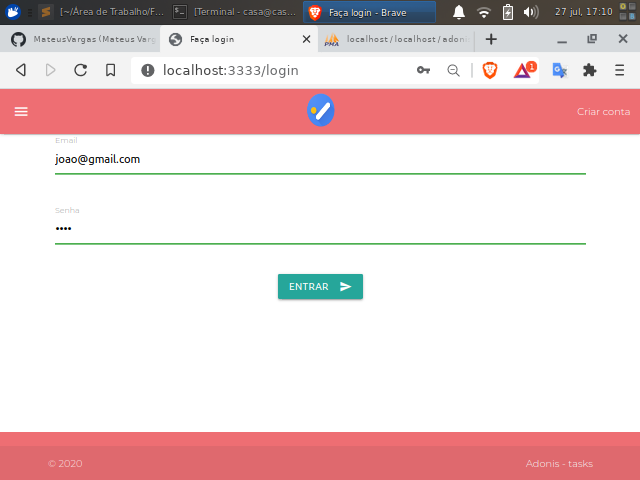 [~/Área de Trabalho/F...
[Terminal - casa@cas...
Faça login - Brave
27 jul, 17:10
MateusVargas (Mateus Varg
Faça login
localhost / localhost / adoni
localhost:3333/login
1
Criar conta
Email
joao@gmail.com
Senha
••••
ENTRAR
© 2020
Adonis - tasks